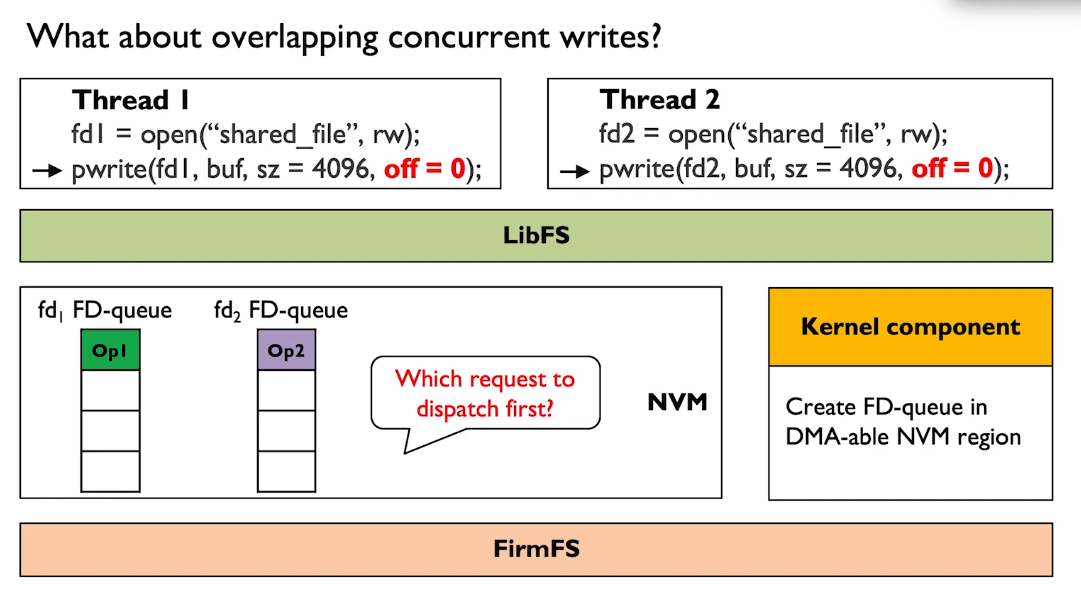 What about overlapping concurrent writes?
Thread 1
fd1 = open(“shared_file”, rw);
→ pwrite(fd1, buf, sz = 4096, off = 0);
Thread 2
fd2 = open(“shared_file”, rw);
→ pwrite(fd2, buf, sz = 4096, off = 0);
LibFS
fd₁ FD-queue
fd₂ FD-queue
Op1
Op2
Which request to
dispatch first?
NVM
Kernel component
Create FD-queue in
DMA-able NVM region
FirmFS